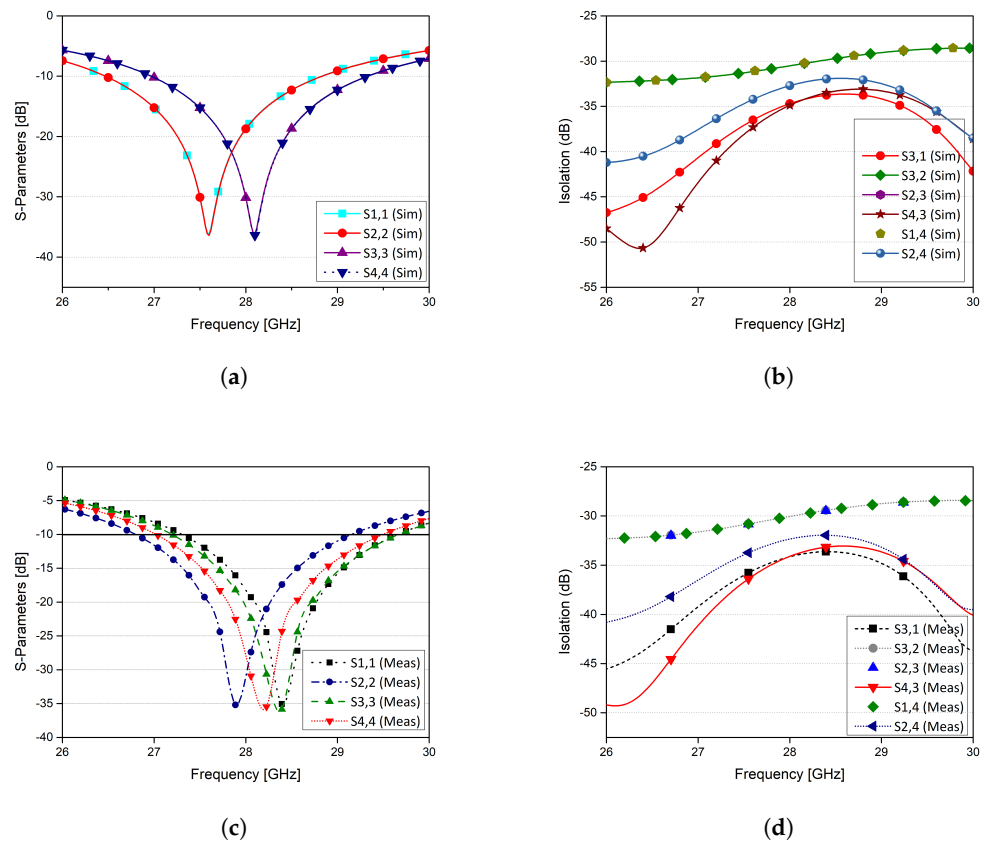 0
-10
-20
-30
-40
S-Parameters [dB]
S1,1 (Sim)
S2,2 (Sim)
S3,3 (Sim)
S4,4 (Sim)
26 27 28 29 30
Frequency [GHz]
(a)
-25
-30
-35
-40
-45
-50
-55
Isolation (dB)
S3,1 (Sim)
S3,2 (Sim)
S2,3 (Sim)
S4,3 (Sim)
S1,4 (Sim)
S2,4 (Sim)
26 27 28 29 30
Frequency [GHz]
(b)
0
-5
-10
-15
-20
-25
-30
-35
-40
S-Parameters [dB]
S1,1 (Meas)
S2,2 (Meas)
S3,3 (Meas)
S4,4 (Meas)
26 27 28 29 30
Frequency [GHz]
(c)
-25
-30
-35
-40
-45
-50
Isolation (dB)
S3,1 (Meas)
S3,2 (Meas)
S2,3 (Meas)
S4,3 (Meas)
S1,4 (Meas)
S2,4 (Meas)
26 27 28 29 30
Frequency [GHz]
(d)